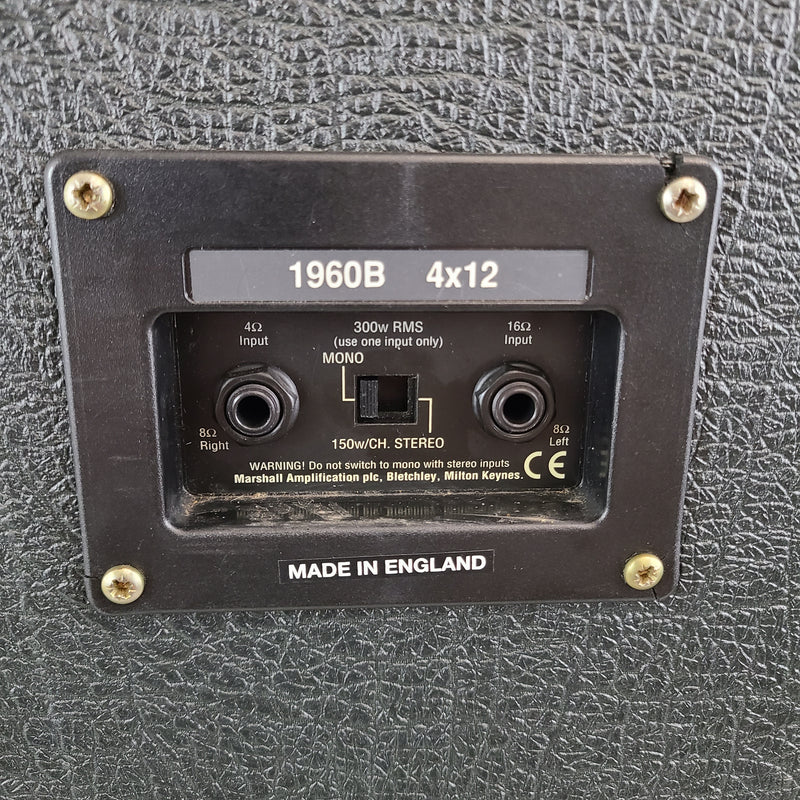 1960B 4x12
4Ω Input
300w RMS
(use one input only)
16Ω Input
MONO
8Ω Right
150w/CH. STEREO
8Ω Left
WARNING! Do not switch to mono with stereo inputs
Marshall Amplification plc, Bletchley, Milton Keynes.
CE
MADE IN ENGLAND